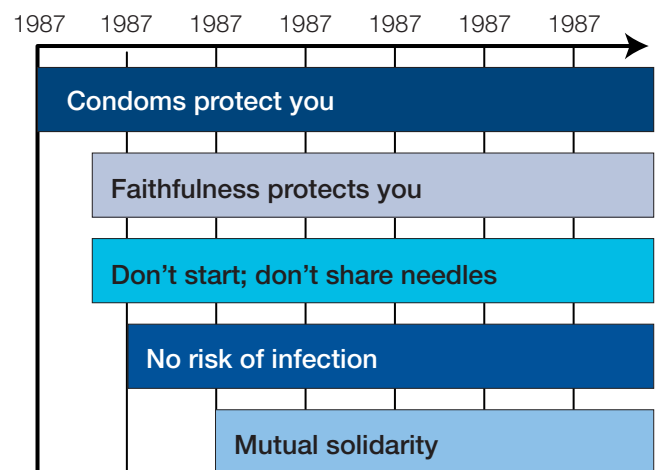 1987 1987 1987 1987 1987 1987 1987
Condoms protect you
Faithfulness protects you
Don't start; don't share needles
No risk of infection
Mutual solidarity